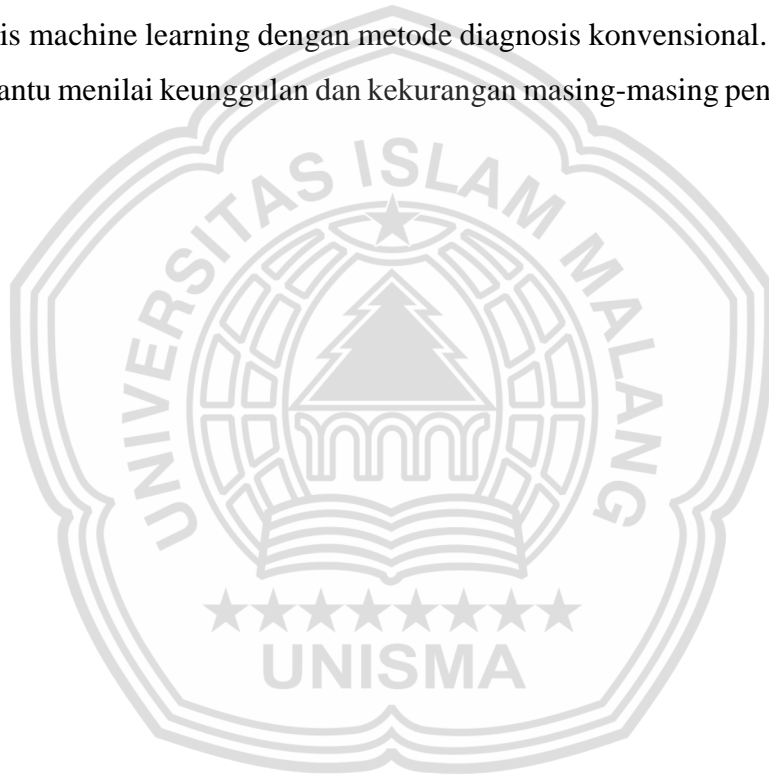 is machine learning dengan metode diagnosis konvensional.
antu menilai keunggulan dan kekurangan masing-masing pen
UNIVERSITAS ISLAM MALANG
UNISMA